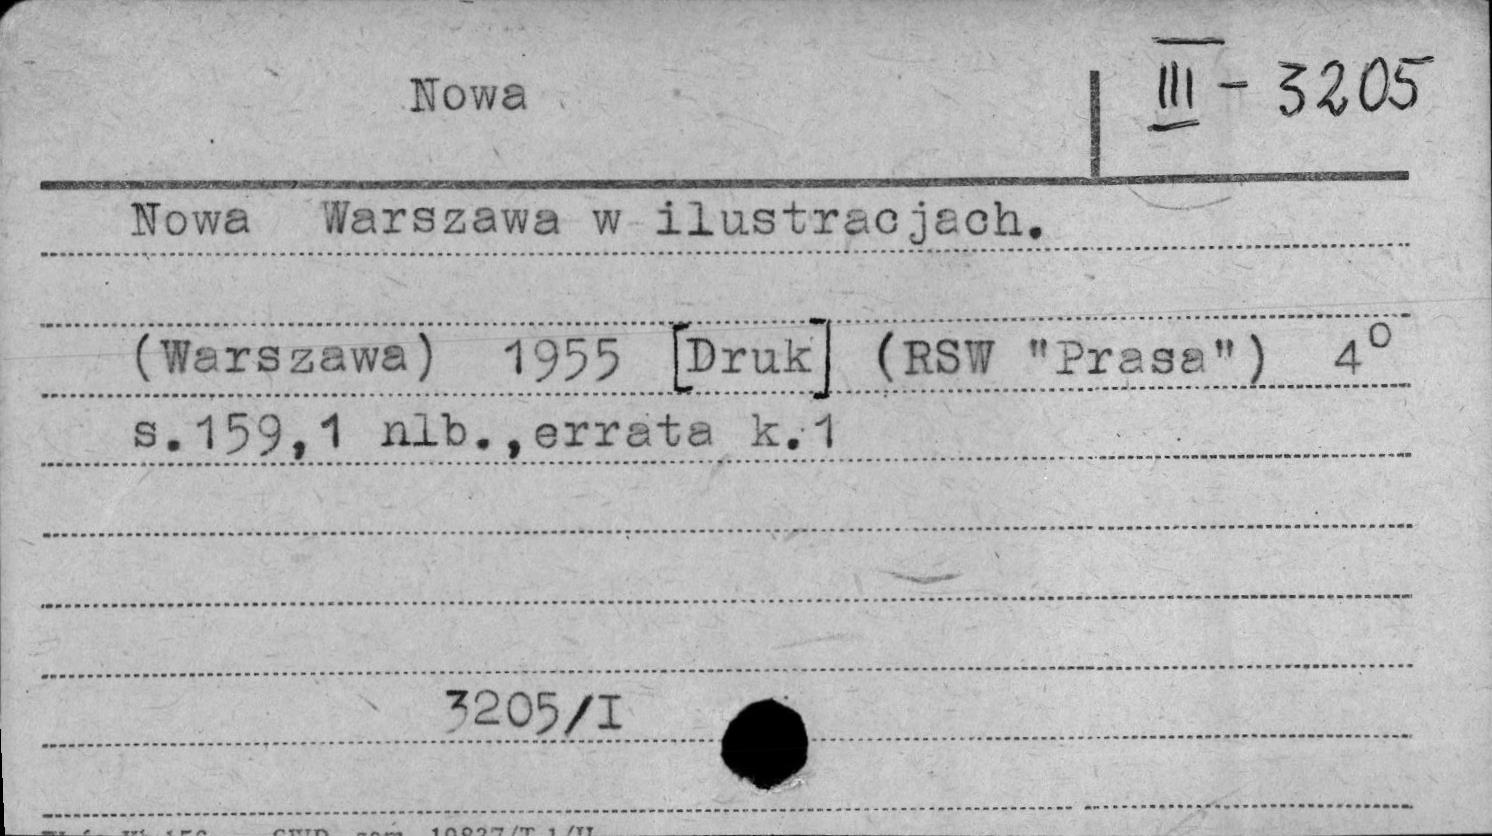 Nowa
III - 3205
Nowa Warszawa w ilustracjach.
(Warszawa) 1955 [Druk] (RSW "Prasa") 4°
s.159,1 nlb.,errata k.1
3205/I